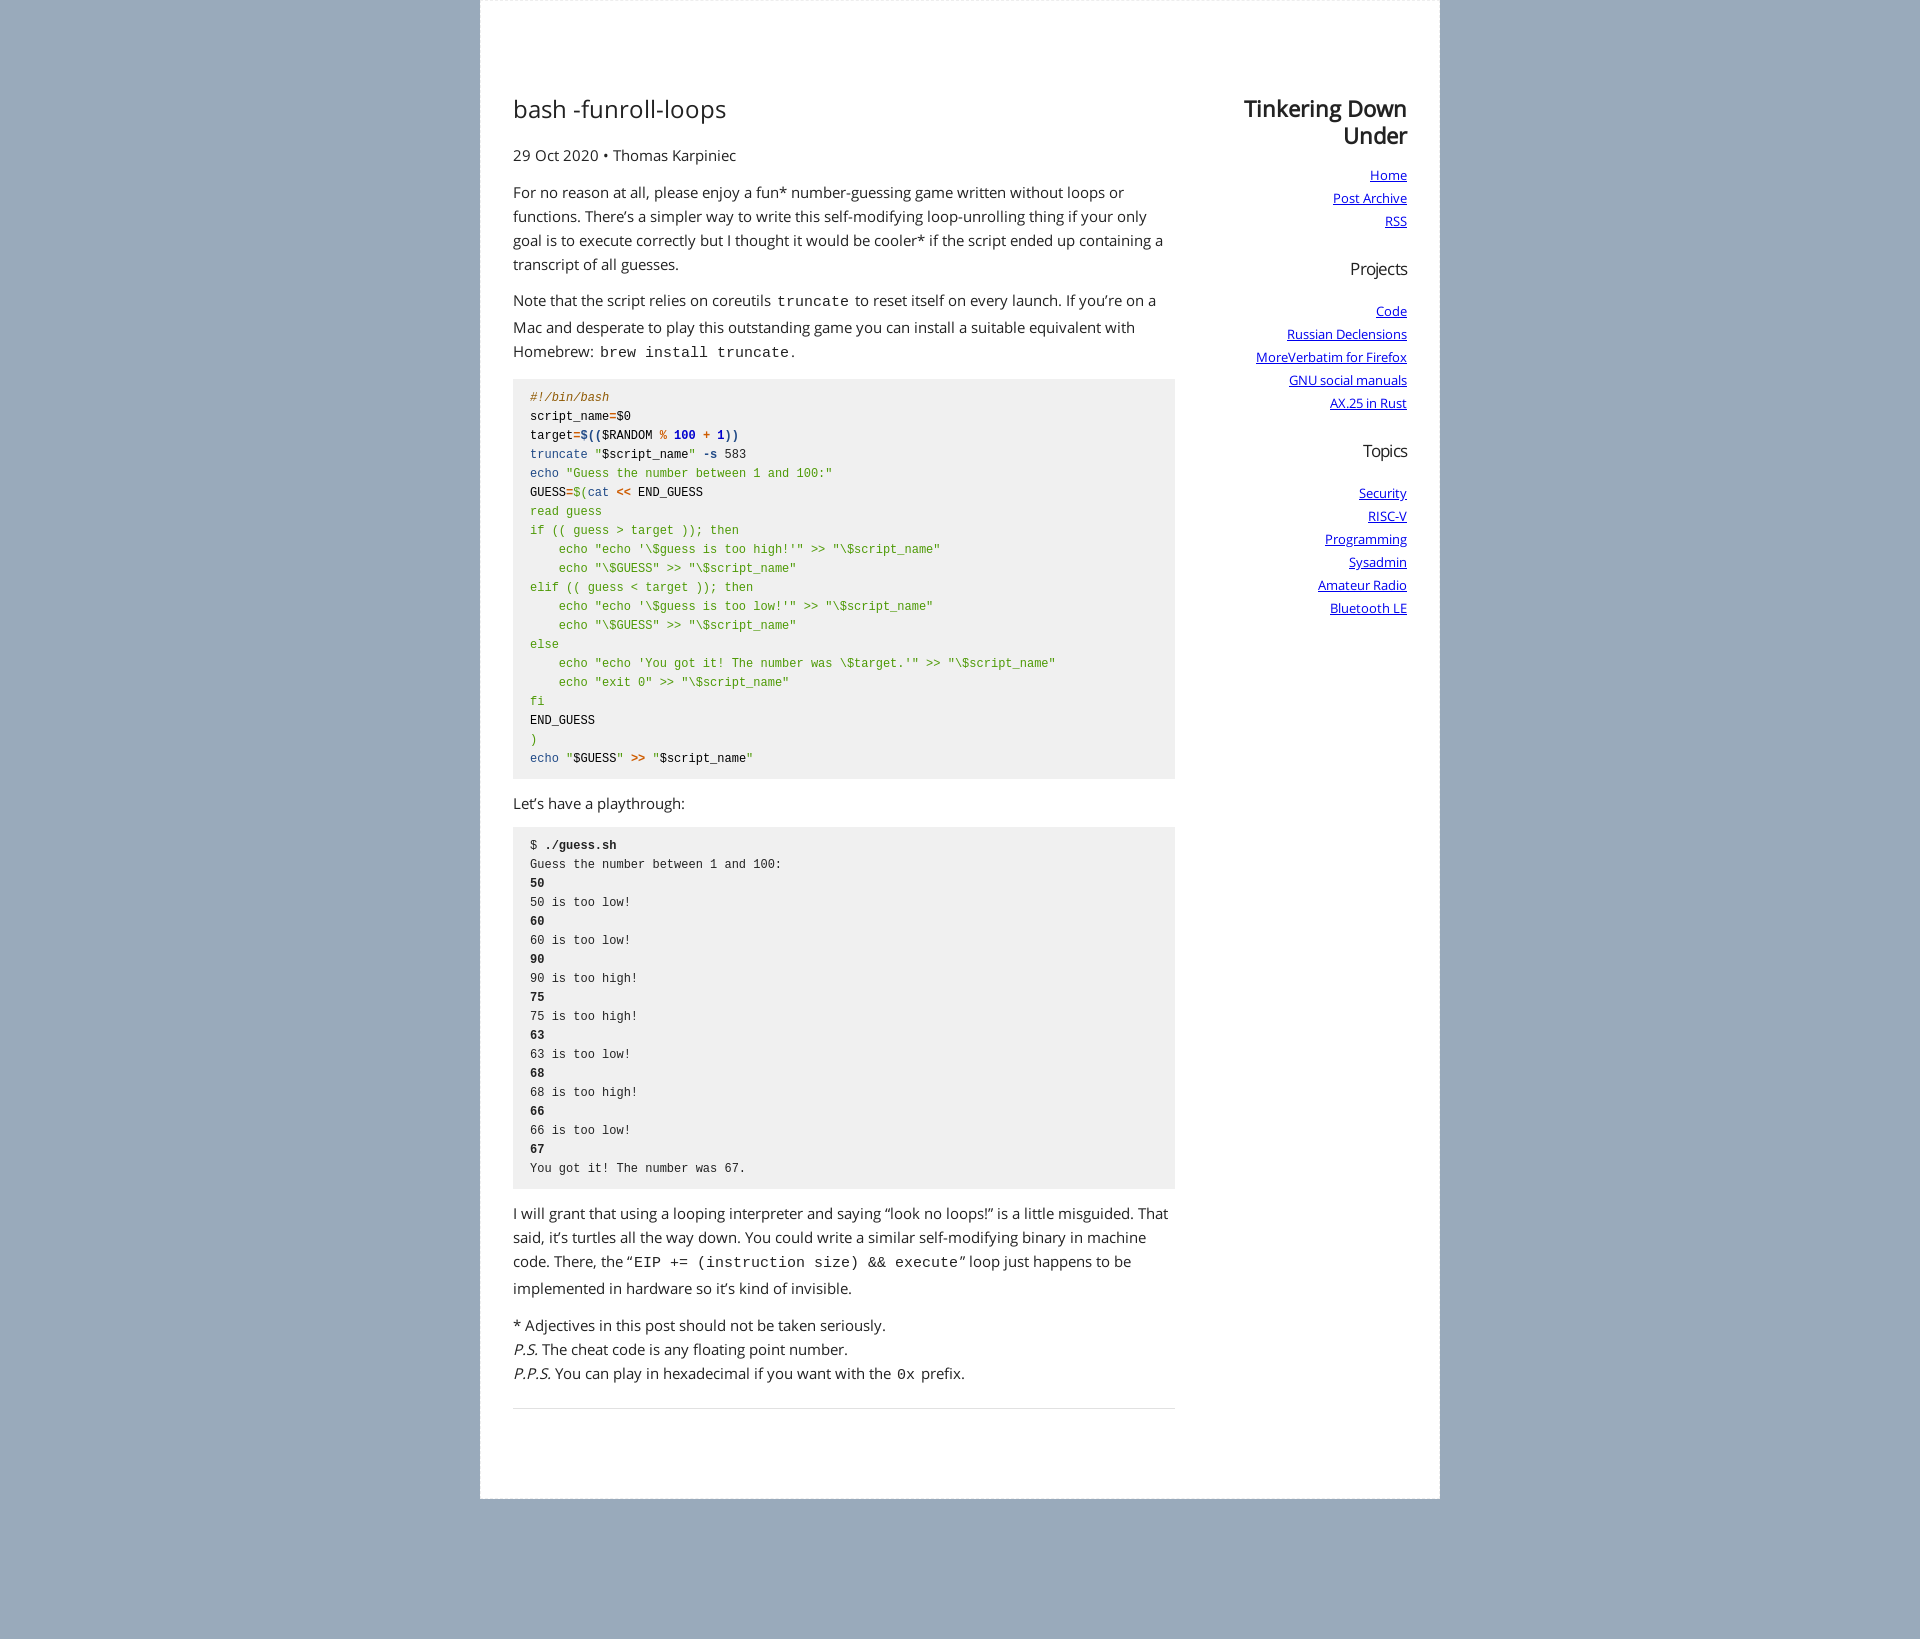 bash -funroll-loops
29 Oct 2020 • Thomas Karpiniec
For no reason at all, please enjoy a fun* number-guessing game written without loops or
functions. There’s a simpler way to write this self-modifying loop-unrolling thing if your only
goal is to execute correctly but I thought it would be cooler* if the script ended up containing a
transcript of all guesses.
Note that the script relies on coreutils truncate to reset itself on every launch. If you’re on a
Mac and desperate to play this outstanding game you can install a suitable equivalent with
Homebrew: brew install truncate.
#!/bin/bash
script_name=$0
target=$(($RANDOM % 100 + 1))
truncate "$script_name" -s 583
echo "Guess the number between 1 and 100:"
GUESS=$(cat << END_GUESS
read guess
if (( guess > target )); then
    echo "echo '\$guess is too high!'" >> "\$script_name"
    echo "\$GUESS" >> "\$script_name"
elif (( guess < target )); then
    echo "echo '\$guess is too low!'" >> "\$script_name"
    echo "\$GUESS" >> "\$script_name"
else
    echo "echo 'You got it! The number was \$target.'" >> "\$script_name"
    echo "exit 0" >> "\$script_name"
fi
END_GUESS
)
echo "$GUESS" >> "$script_name"
Let’s have a playthrough:
$ ./guess.sh
Guess the number between 1 and 100:
50
50 is too low!
60
60 is too low!
90
90 is too high!
75
75 is too high!
63
63 is too low!
68
68 is too high!
66
66 is too low!
67
You got it! The number was 67.
I will grant that using a looping interpreter and saying “look no loops!” is a little misguided. That
said, it’s turtles all the way down. You could write a similar self-modifying binary in machine
code. There, the “EIP += (instruction size) && execute” loop just happens to be
implemented in hardware so it’s kind of invisible.
* Adjectives in this post should not be taken seriously.
P.S. The cheat code is any floating point number.
P.P.S. You can play in hexadecimal if you want with the 0x prefix.
Tinkering Down
Under
Home
Post Archive
RSS
Projects
Code
Russian Declensions
MoreVerbatim for Firefox
GNU social manuals
AX.25 in Rust
Topics
Security
RISC-V
Programming
Sysadmin
Amateur Radio
Bluetooth LE